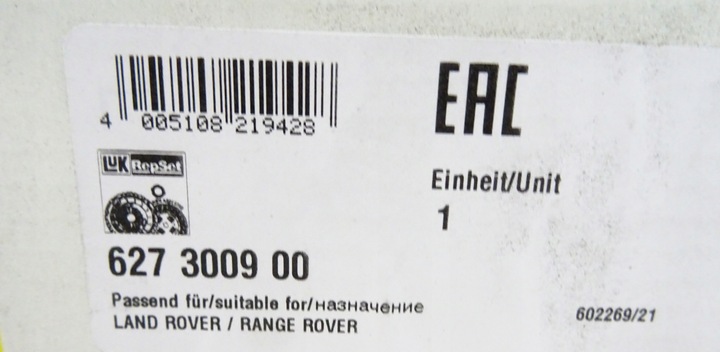 EAC
4 005108 219428
LUK RepSet
Einheit/Unit
1
627 3009 00
Passend für/suitable for/назначение
LAND ROVER / RANGE ROVER
602269/21